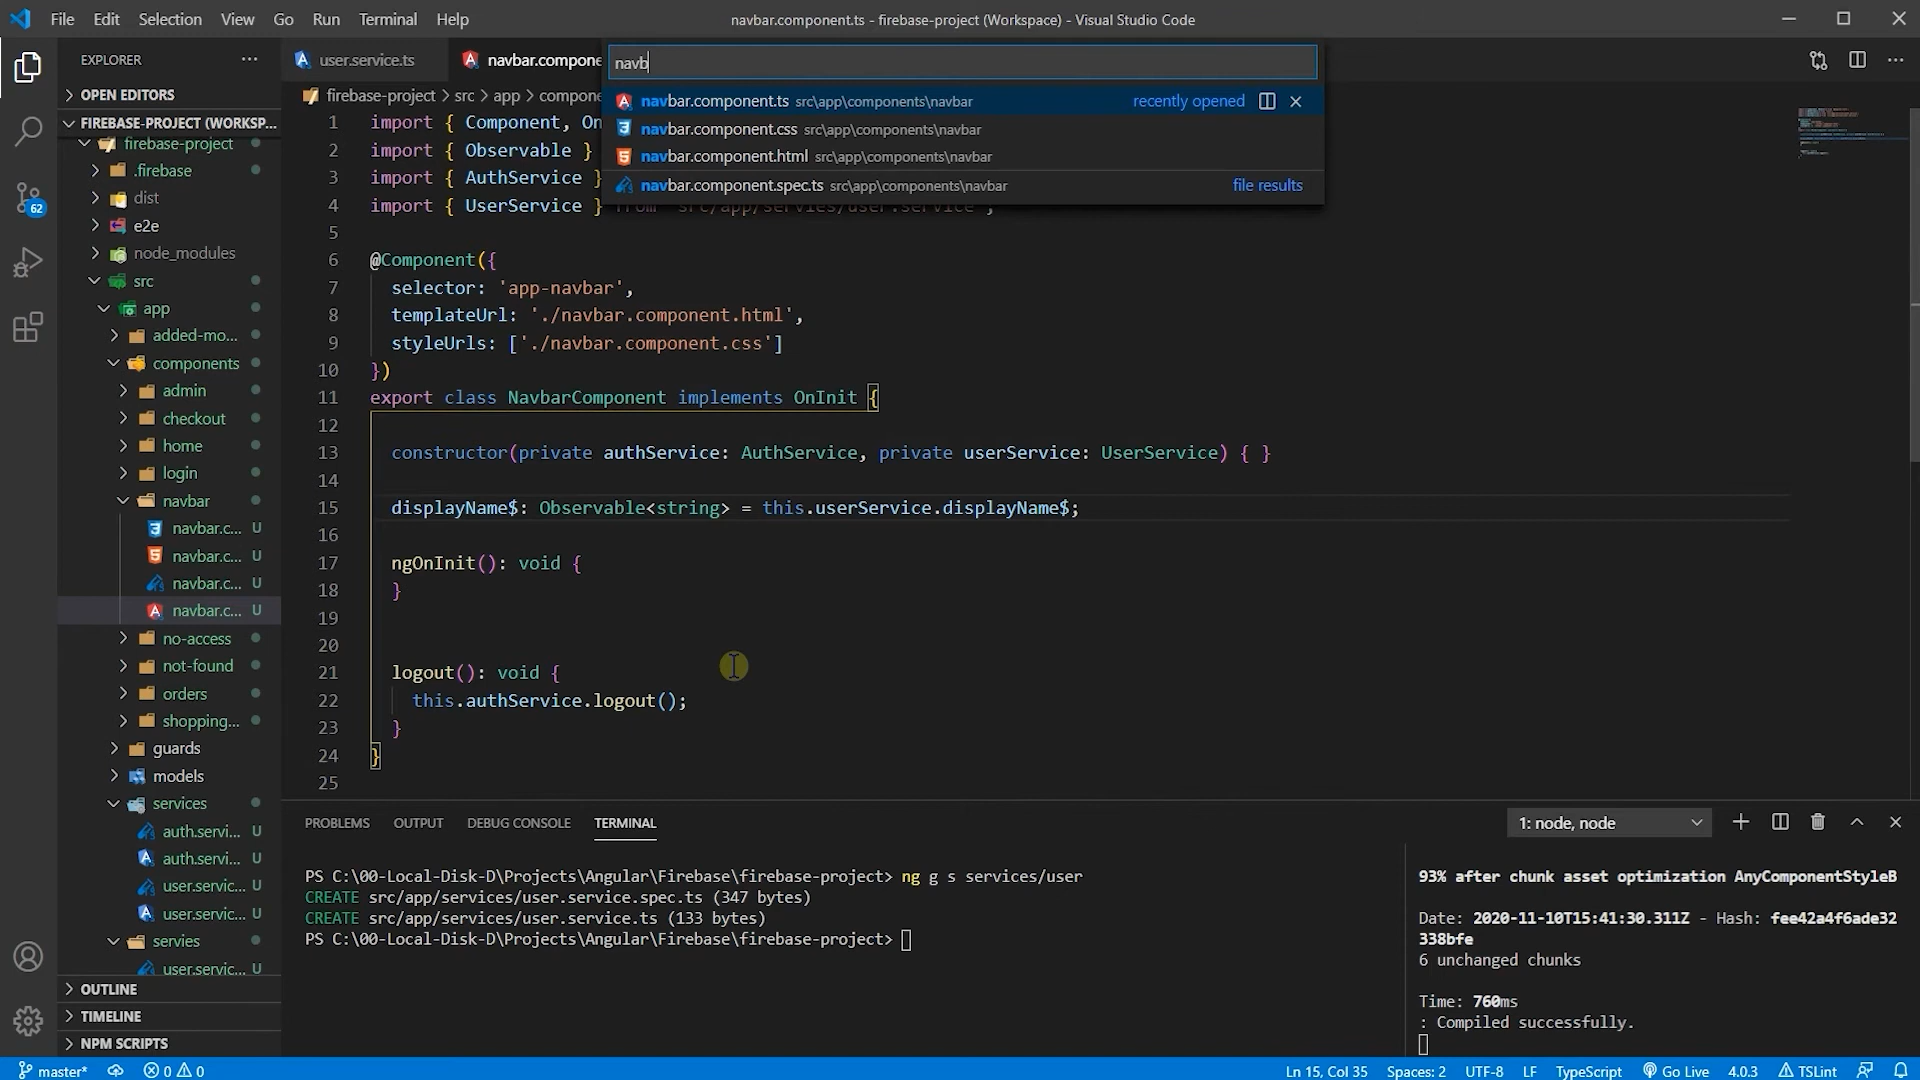 File Edit Selection View Go Run Terminal Help
navbar.component.ts - firebase-project (Workspace) - Visual Studio Code
EXPLORER ···
OPEN EDITORS
FIREBASE-PROJECT (WORKSP...
firebase-project
.firebase
dist
e2e
node_modules
src
app
added-mo...
components
admin
checkout
home
login
navbar
navbar.c... U
navbar.c... U
navbar.c... U
navbar.c... U
no-access
not-found
orders
shopping...
guards
models
services
auth.servi... U
auth.servi... U
user.servic... U
user.servic... U
servies
user.servic... U
OUTLINE
TIMELINE
NPM SCRIPTS
62
user.service.ts navbar.compone
navb
navbar.component.ts src\app\components\navbar recently opened
navbar.component.css src\app\components\navbar
navbar.component.html src\app\components\navbar
navbar.component.spec.ts src\app\components\navbar file results
firebase-project > src > app > compone
1 import { Component, On
2 import { Observable }
3 import { AuthService }
4 import { UserService } from 'src/app/servies/user.service';
5
6 @Component({
7 selector: 'app-navbar',
8 templateUrl: './navbar.component.html',
9 styleUrls: ['./navbar.component.css']
10 })
11 export class NavbarComponent implements OnInit {
12
13 constructor(private authService: AuthService, private userService: UserService) { }
14
15 displayName$: Observable<string> = this.userService.displayName$;
16
17 ngOnInit(): void {
18 }
19
20
21 logout(): void {
22 this.authService.logout();
23 }
24 }
25
PROBLEMS OUTPUT DEBUG CONSOLE TERMINAL
1: node, node
PS C:\00-Local-Disk-D\Projects\Angular\Firebase\firebase-project> ng g s services/user
CREATE src/app/services/user.service.spec.ts (347 bytes)
CREATE src/app/services/user.service.ts (133 bytes)
PS C:\00-Local-Disk-D\Projects\Angular\Firebase\firebase-project>
93% after chunk asset optimization AnyComponentStyleB
Date: 2020-11-10T15:41:30.311Z - Hash: fee42a4f6ade32
338bfe
6 unchanged chunks
Time: 760ms
: Compiled successfully.
master* 0 0
Ln 15, Col 35 Spaces: 2 UTF-8 LF TypeScript Go Live 4.0.3 TSLint